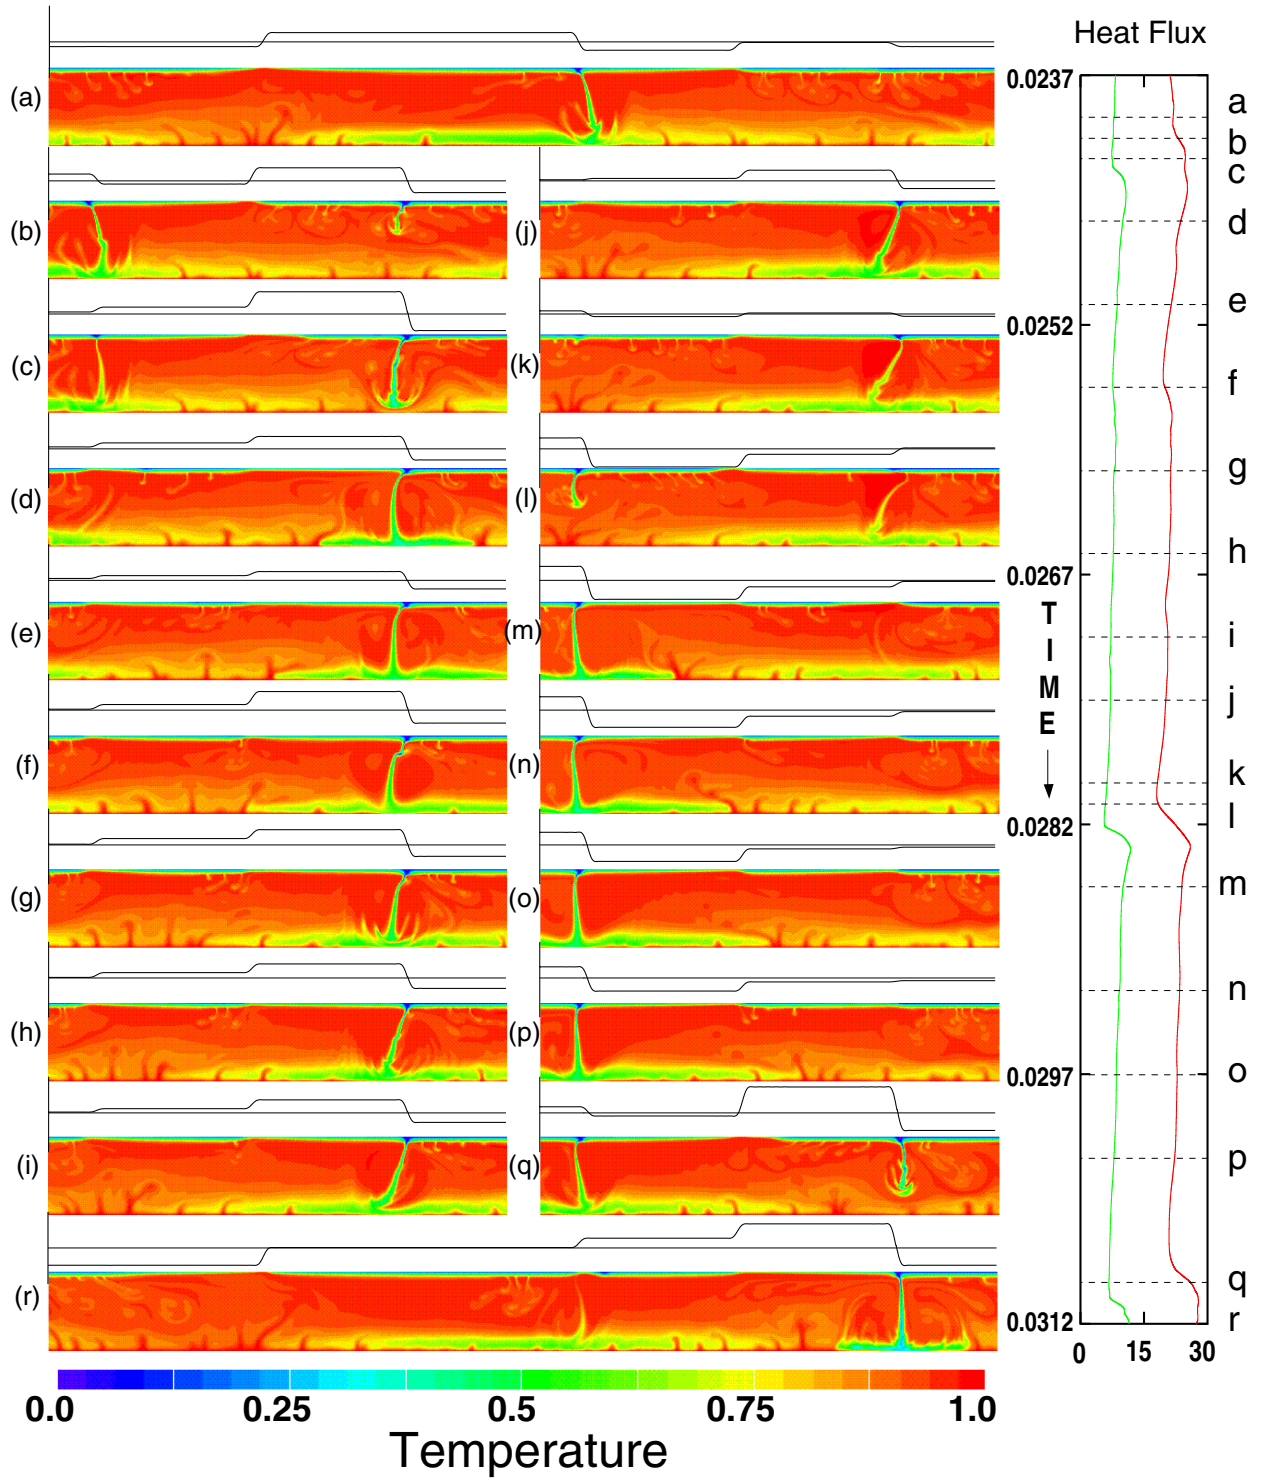 Heat Flux
(a)
(b)
(c)
(d)
(e)
(f)
(g)
(h)
(i)
(j)
(k)
(l)
(m)
(n)
(o)
(p)
(q)
(r)
0.0237
0.0252
0.0267
0.0282
0.0297
0.0312
TIME
a
b
c
d
e
f
g
h
i
j
k
l
m
n
o
p
q
r
0 15 30
0.0 0.25 0.5 0.75 1.0
Temperature